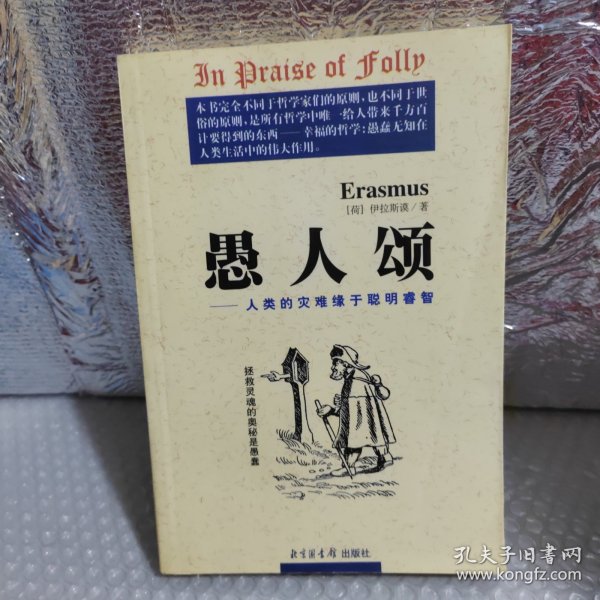 In Praise of Folly
本书完全不同于哲学家们的原则，也不同于世
俗的原则，是所有哲学中唯一给人带来千方百
计要得到的东西——幸福的哲学：愚蠢无知在
人类生活中的伟大作用。
Erasmus
［荷］伊拉斯谟／著
愚人颂
——人类的灾难缘于聪明睿智
拯救灵魂的奥秘是愚蠢
北京图书馆出版社
孔夫子旧书网
www.kongfz.com